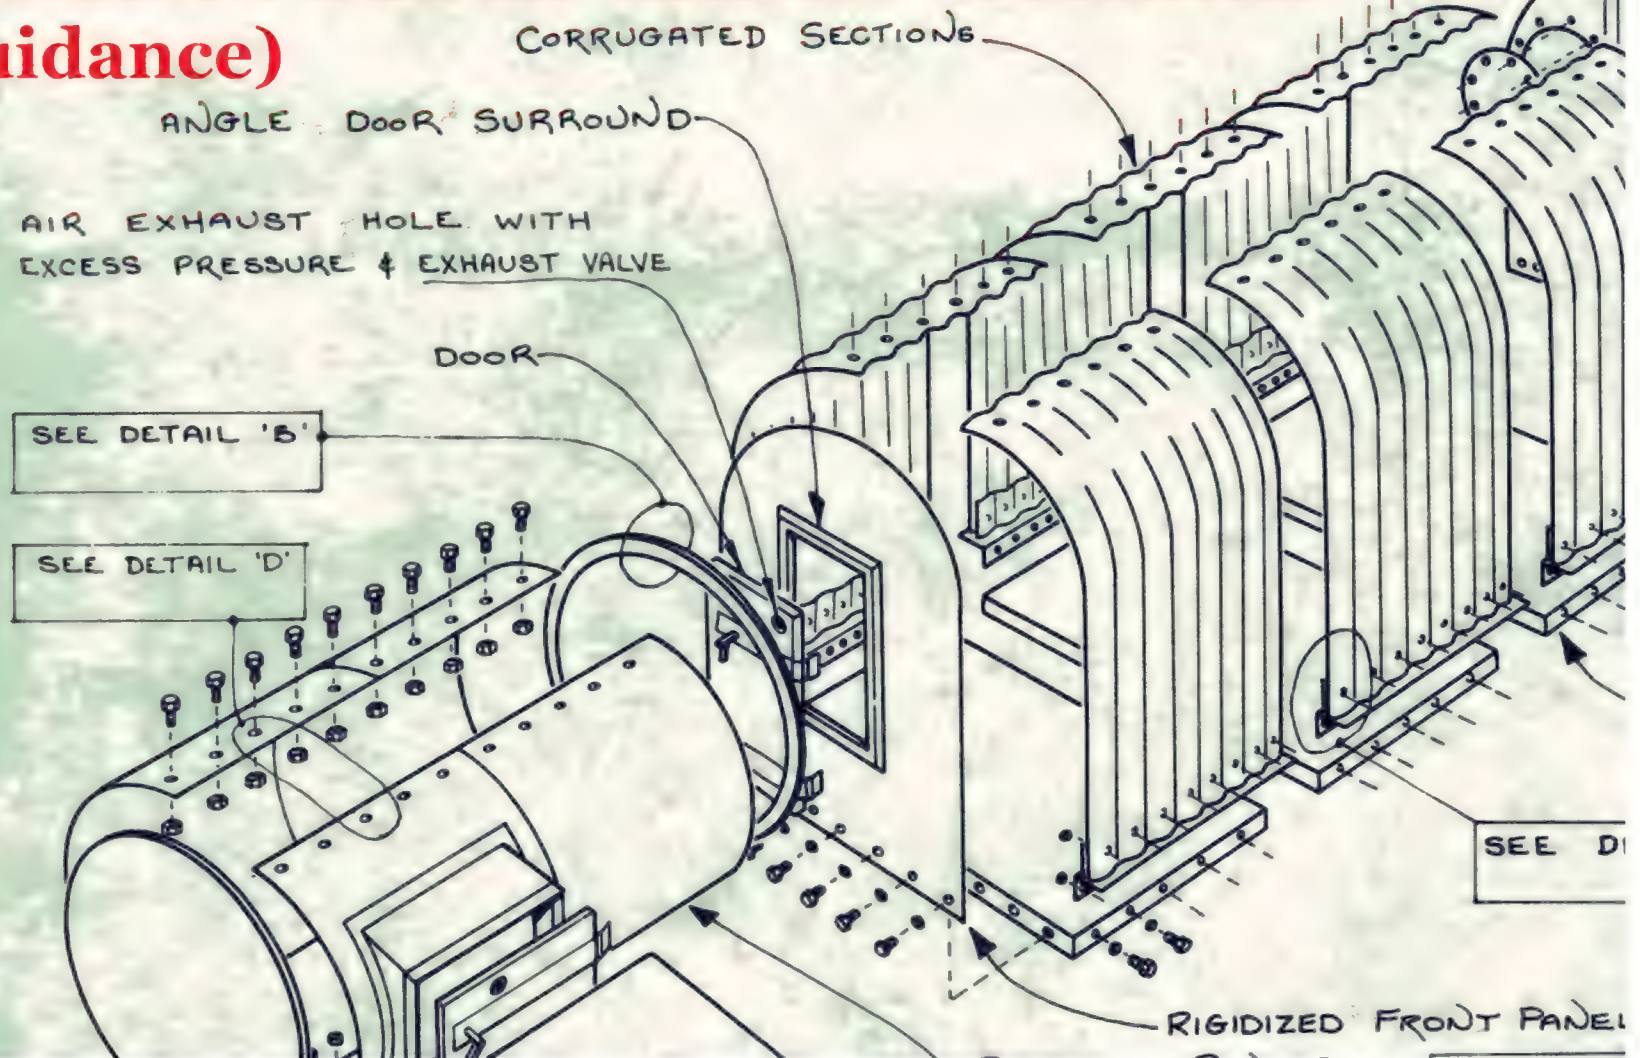 uidance)
CORRUGATED SECTIONS
ANGLE DOOR SURROUND
AIR EXHAUST HOLE WITH
EXCESS PRESSURE & EXHAUST VALVE
DOOR
SEE DETAIL 'B'
SEE DETAIL 'D'
SEE
RIGIDIZED FRONT PANEL